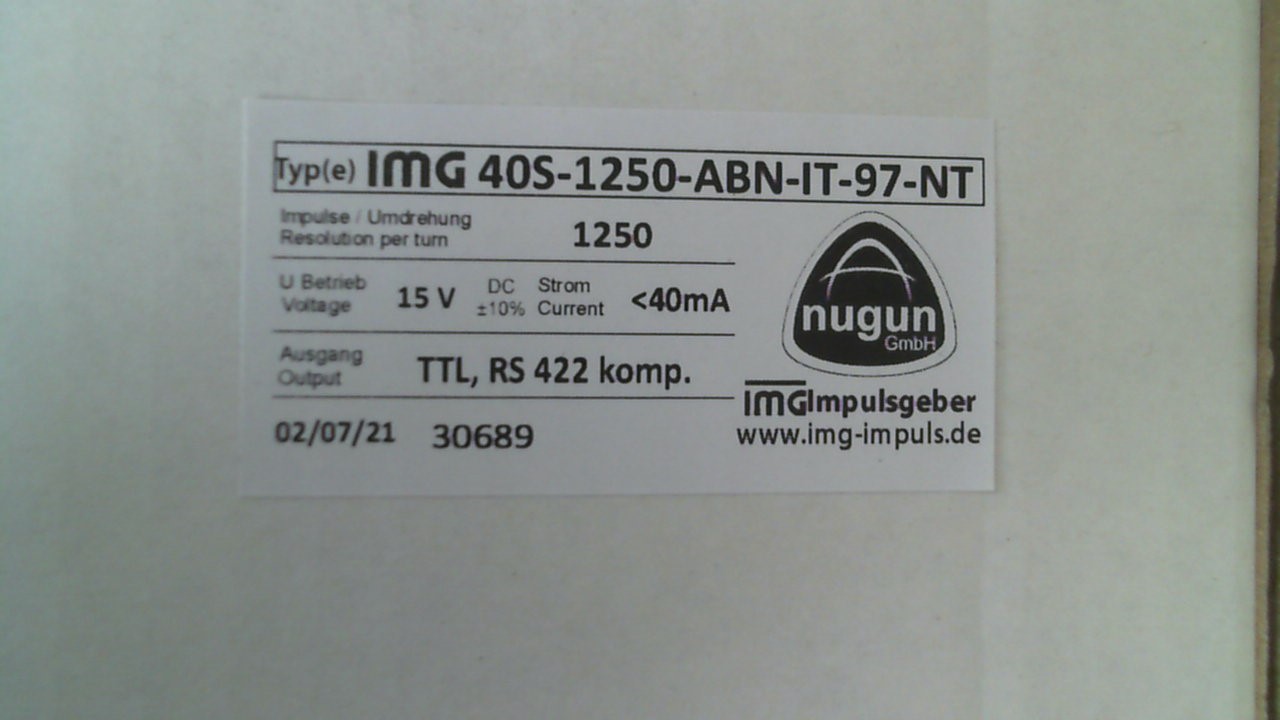 Typ(e) IMG 40S-1250-ABN-IT-97-NT
Impulse / Umdrehung
Resolution per turn
1250
U Betrieb
Voltage
15 V
DC
±10%
Strom
Current
<40mA
Ausgang
Output
TTL, RS 422 komp.
02/07/21 30689
nugun
GmbH
IMG Impulsgeber
www.img-impuls.de